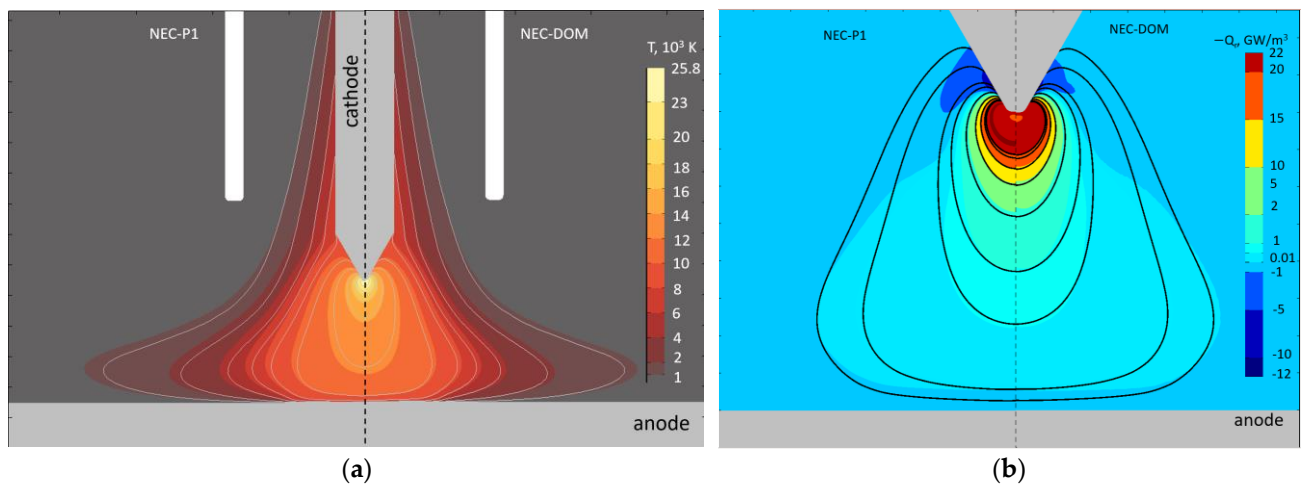 NEC-P1
cathode
NEC-DOM
T, 10³ K
25.8
23
20
18
16
14
12
10
8
6
4
2
1
anode
(a)
NEC-P1
NEC-DOM
−Qₑᵣ, GW/m³
22
20
15
10
5
2
1
0.01
-1
-5
-10
-12
anode
(b)